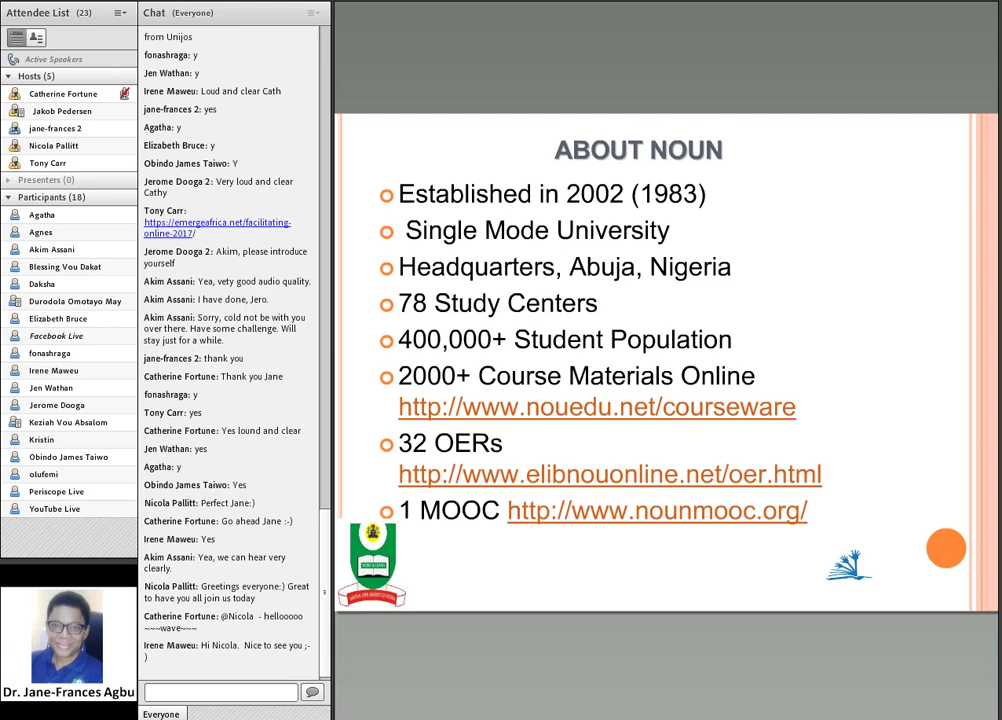 Attendee List (23)
Active Speakers
Hosts (5)
Catherine Fortune
Jakob Pedersen
jane-frances 2
Nicola Pallitt
Tony Carr
Presenters (0)
Participants (18)
Agatha
Agnes
Akim Assani
Blessing Vou Dakat
Daksha
Durodola Omotayo May
Elizabeth Bruce
Facebook Live
fonashraga
Irene Maweu
Jen Wathan
Jerome Dooga
Keziah Vou Absalom
Kristin
Obindo James Taiwo
olufemi
Periscope Live
YouTube Live
Dr. Jane-Frances Agbu
Chat (Everyone)
from Unijos
fonashraga: y
Jen Wathan: y
Irene Maweu: Loud and clear Cath
jane-frances 2: yes
Agatha: y
Elizabeth Bruce: y
Obindo James Taiwo: Y
Jerome Dooga 2: Very loud and clear
Cathy
Tony Carr:
https://emergeafrica.net/facilitating-
online-2017/
Jerome Dooga 2: Akim, please introduce
yourself
Akim Assani: Yea, vety good audio quality.
Akim Assani: I have done, Jero.
Akim Assani: Sorry, cold not be with you
over there. Have some challenge. Will
stay just for a while.
jane-frances 2: thank you
Catherine Fortune: Thank you Jane
fonashraga: y
Tony Carr: yes
Catherine Fortune: Yes lound and clear
Jen Wathan: yes
Agatha: y
Obindo James Taiwo: Yes
Nicola Pallitt: Perfect Jane:)
Catherine Fortune: Go ahead Jane :-)
Irene Maweu: Yes
Akim Assani: Yea, we can hear very
clearly.
Nicola Pallitt: Greetings everyone:) Great
to have you all join us today
Catherine Fortune: @Nicola - hellooooo
~~~wave~~~
Irene Maweu: Hi Nicola. Nice to see you ;-
)
Everyone
ABOUT NOUN
Established in 2002 (1983)
Single Mode University
Headquarters, Abuja, Nigeria
78 Study Centers
400,000+ Student Population
2000+ Course Materials Online
http://www.nouedu.net/courseware
32 OERs
http://www.elibnouonline.net/oer.html
1 MOOC http://www.nounmooc.org/